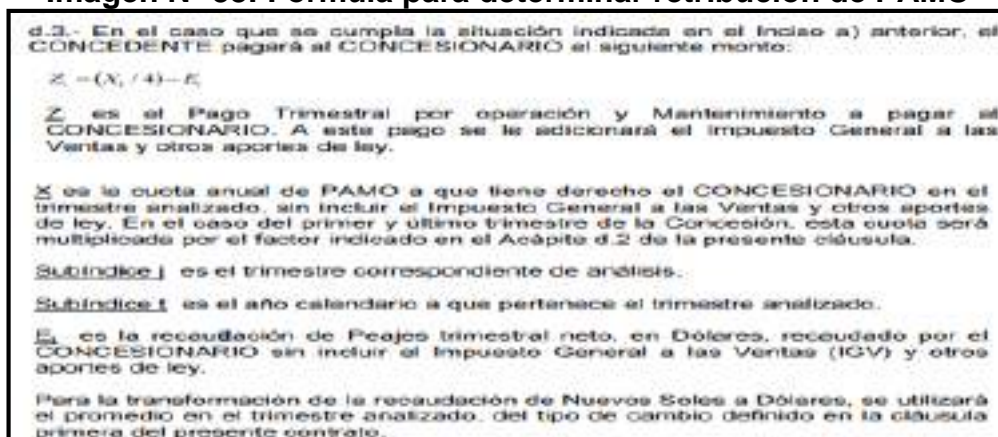 Imagen N° 53: Fórmula para determinar retribución de PAMO
d.3.- En el caso que se cumpla la situación indicada en el inciso a) anterior, el
CONCEDENTE pagará al CONCESIONARIO el siguiente monto:
Z = (X / 4) – E
Z es el Pago Trimestral por operación y Mantenimiento a pagar al
CONCESIONARIO. A este pago se le adicionará el Impuesto General a las
Ventas y otros aportes de ley.
X es la cuota anual de PAMO a que tiene derecho el CONCESIONARIO en el
trimestre analizado, sin incluir el Impuesto General a las Ventas y otros aportes
de ley. En el caso del primer y último trimestre de la Concesión, esta cuota será
multiplicada por el factor indicado en el Acápite d.2 de la presente cláusula.
Subíndice i es el trimestre correspondiente de análisis.
Subíndice t es el año calendario a que pertenece el trimestre analizado.
E es la recaudación de Peajes trimestral neto, en Dólares, recaudado por el
CONCESIONARIO sin incluir el Impuesto General a las Ventas (IGV) y otros
aportes de ley.
Para la transformación de la recaudación de Nuevos Soles a Dólares, se utilizará
el promedio en el trimestre analizado, del tipo de cambio definido en la cláusula
primera del presente contrato.